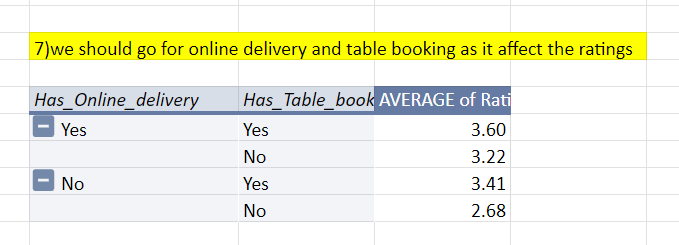 7)we should go for online delivery and table booking as it affect the ratings
Has_Online_delivery Has_Table_book AVERAGE of Rati
Yes Yes 3.60
No 3.22
No Yes 3.41
No 2.68